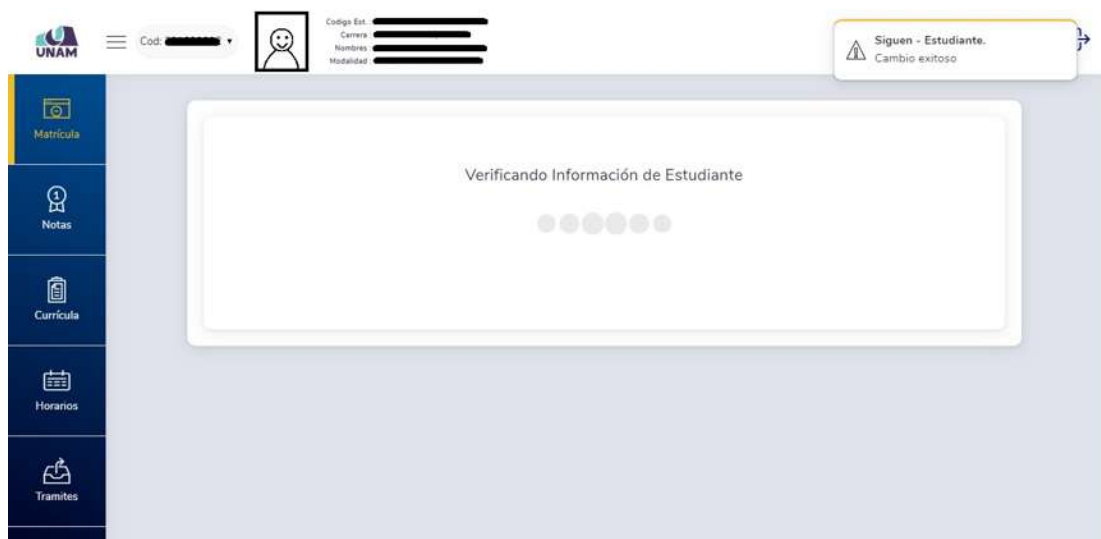 UNAM
Cod:
Codigo Est.
Carrera
Nombres
Modalidad
Siguen - Estudiante.
Cambio exitoso
Matrícula
Verificando Información de Estudiante
1
Notas
Currícula
Horarios
Tramites